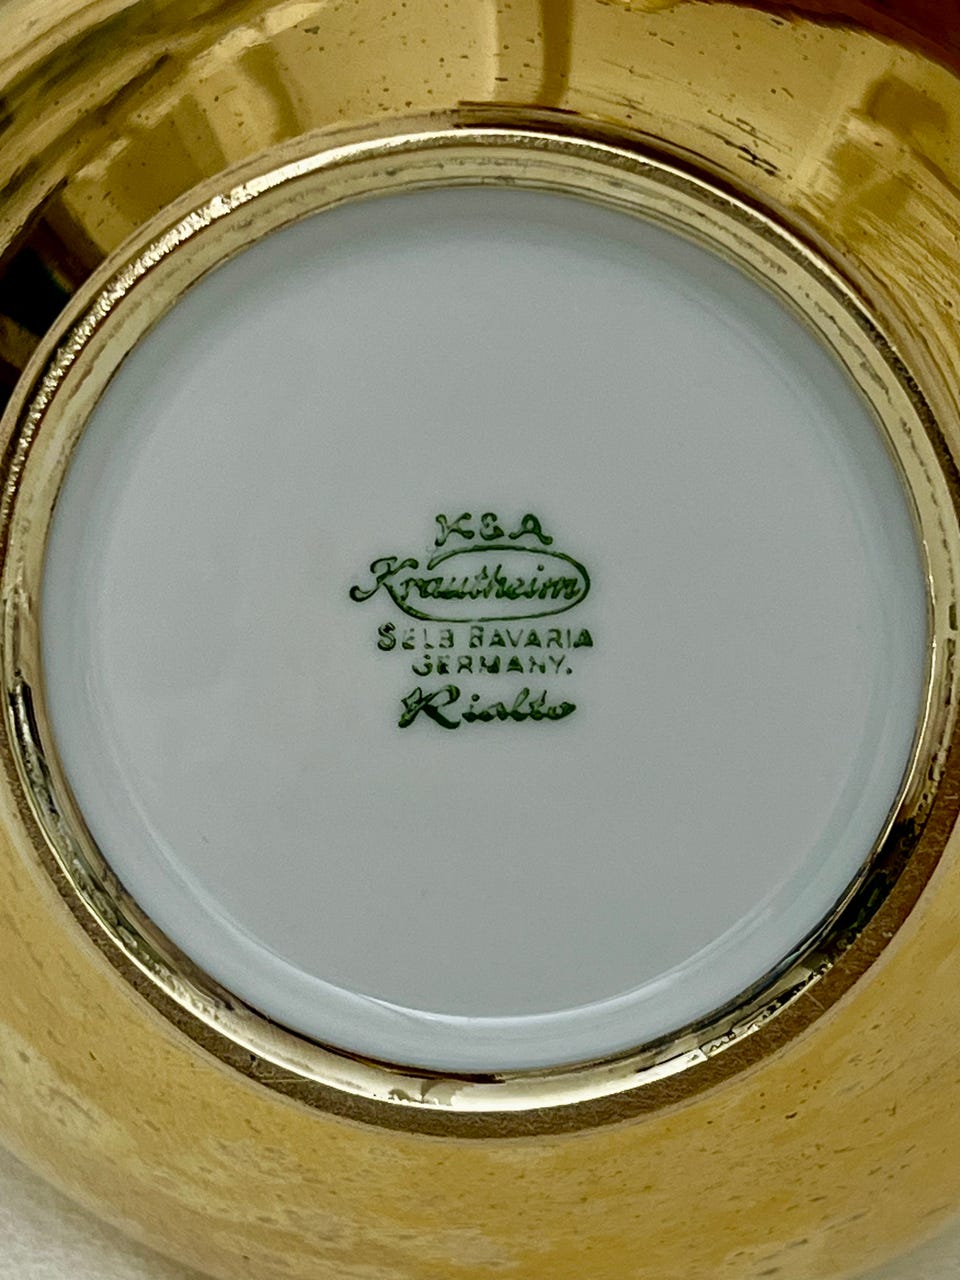 K&A
Krautheim
SELB BAVARIA
GERMANY.
Rialto